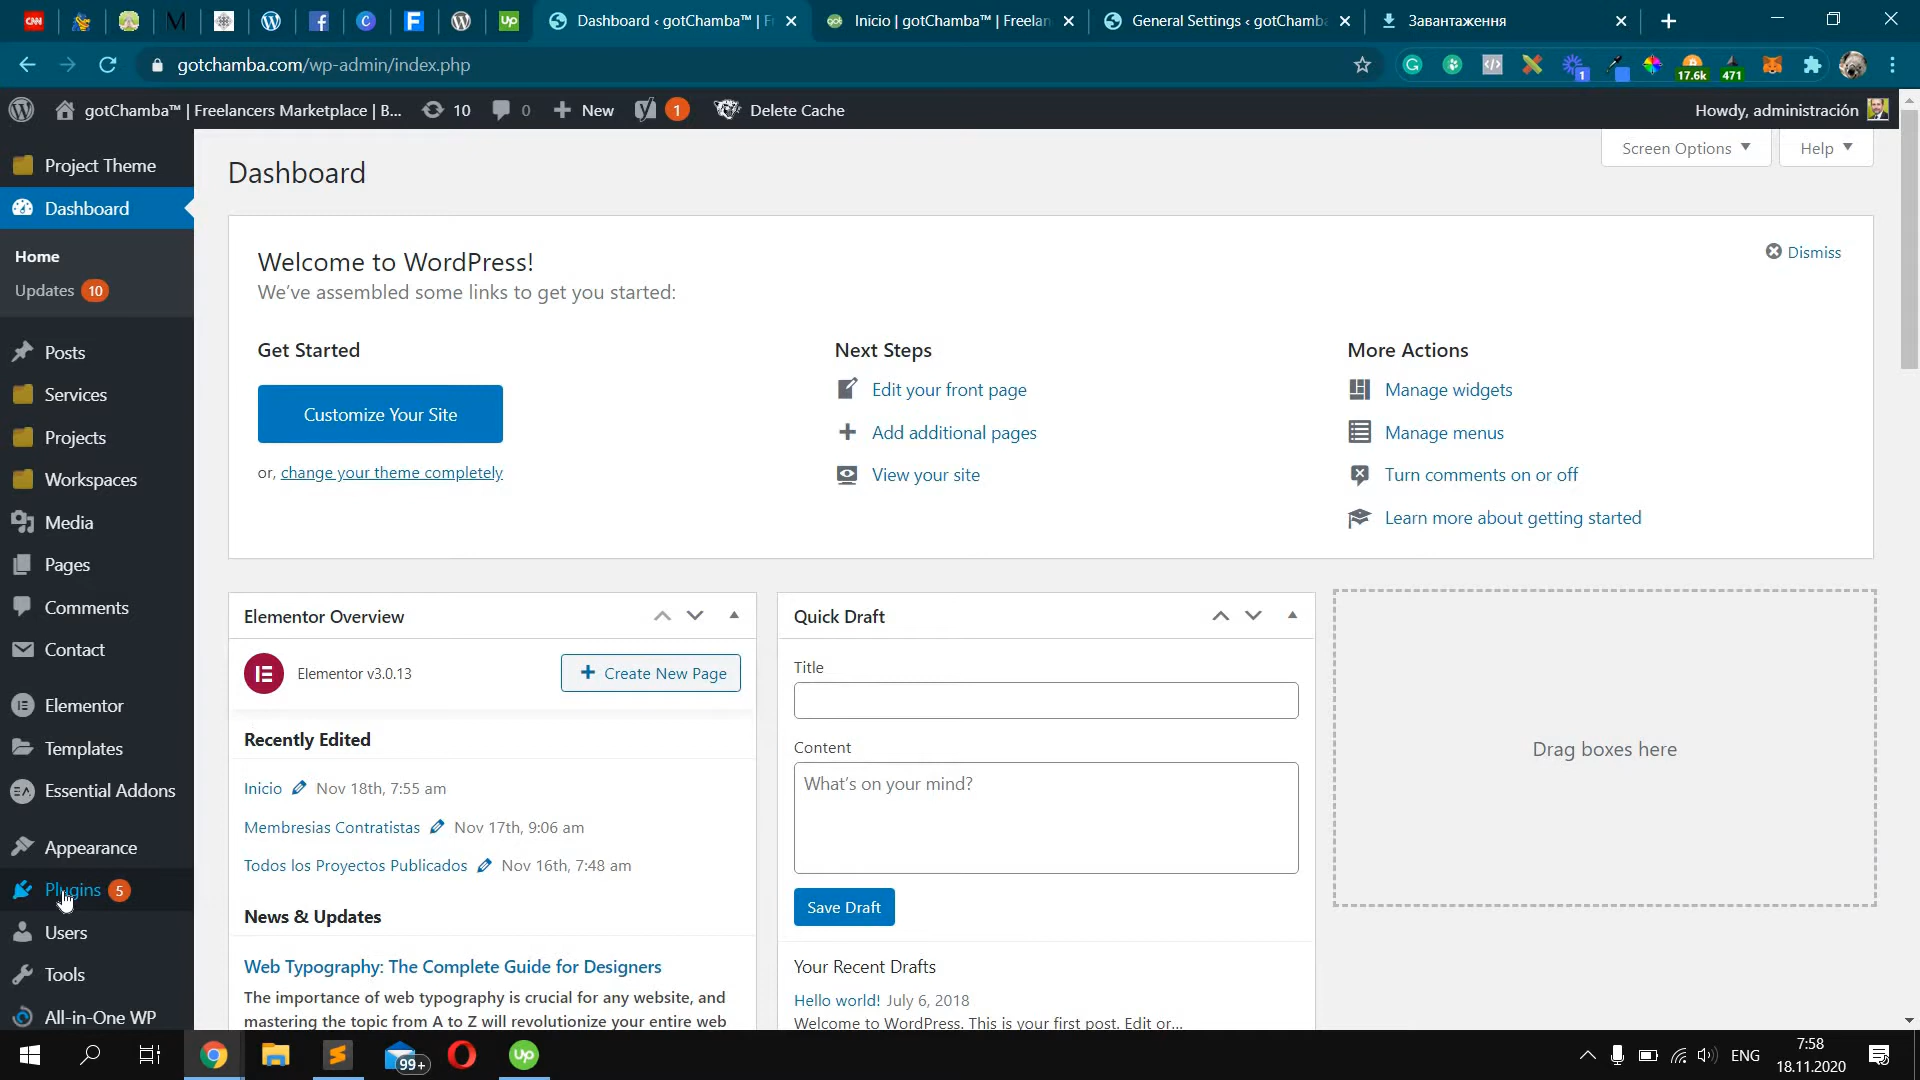 CNN
M
C
F
Up
Dashboard ‹ gotChamba™ | F
Inicio | gotChamba™ | Freelan
General Settings ‹ gotChamb
Завантаження
gotchamba.com/wp-admin/index.php
1
17.6k
471
gotChamba™ | Freelancers Marketplace | B...
10
0
New
1
Delete Cache
Howdy, administración
Project Theme
Dashboard
Home
Updates 10
Posts
Services
Projects
Workspaces
Media
Pages
Comments
Contact
Elementor
Templates
Essential Addons
Appearance
Plugins 5
Users
Tools
All-in-One WP
Screen Options
Help
Dashboard
Welcome to WordPress!
We've assembled some links to get you started:
Dismiss
Get Started
Customize Your Site
or, change your theme completely
Next Steps
Edit your front page
Add additional pages
View your site
More Actions
Manage widgets
Manage menus
Turn comments on or off
Learn more about getting started
Elementor Overview
Elementor v3.0.13
Create New Page
Recently Edited
Inicio Nov 18th, 7:55 am
Membresias Contratistas Nov 17th, 9:06 am
Todos los Proyectos Publicados Nov 16th, 7:48 am
News & Updates
Web Typography: The Complete Guide for Designers
The importance of web typography is crucial for any website, and
mastering the topic from A to Z will revolutionize your entire web
Quick Draft
Title
Content
What's on your mind?
Save Draft
Your Recent Drafts
Hello world! July 6, 2018
Welcome to WordPress. This is your first post. Edit or...
Drag boxes here
99+
Up
ENG
7:58
18.11.2020